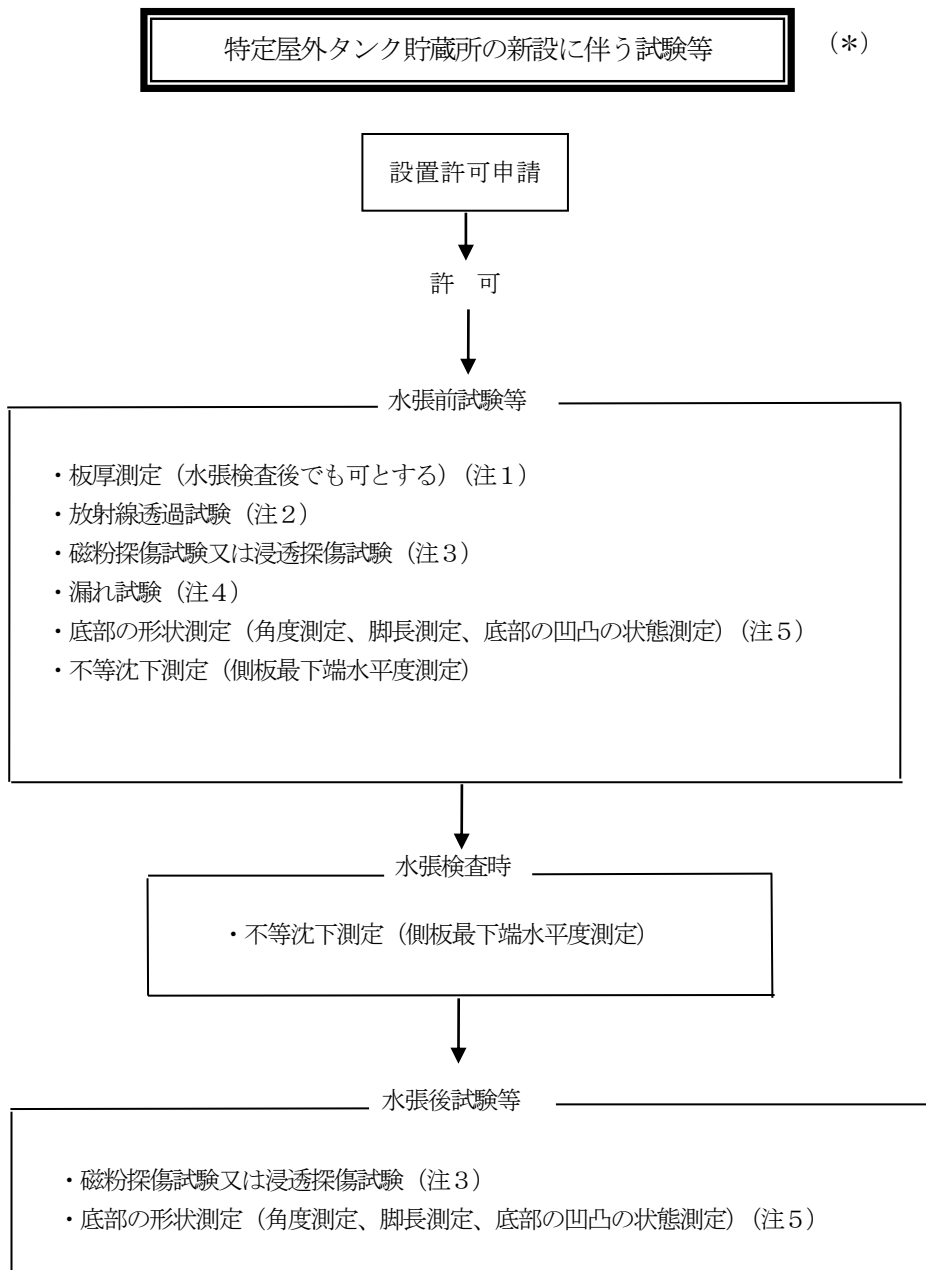 特定屋外タンク貯蔵所の新設に伴う試験等 (＊)
設置許可申請
許　可
水張前試験等
・板厚測定（水張検査後でも可とする）（注１）
・放射線透過試験（注２）
・磁粉探傷試験又は浸透探傷試験（注３）
・漏れ試験（注４）
・底部の形状測定（角度測定、脚長測定、底部の凹凸の状態測定）（注５）
・不等沈下測定（側板最下端水平度測定）
水張検査時
・不等沈下測定（側板最下端水平度測定）
水張後試験等
・磁粉探傷試験又は浸透探傷試験（注３）
・底部の形状測定（角度測定、脚長測定、底部の凹凸の状態測定）（注５）